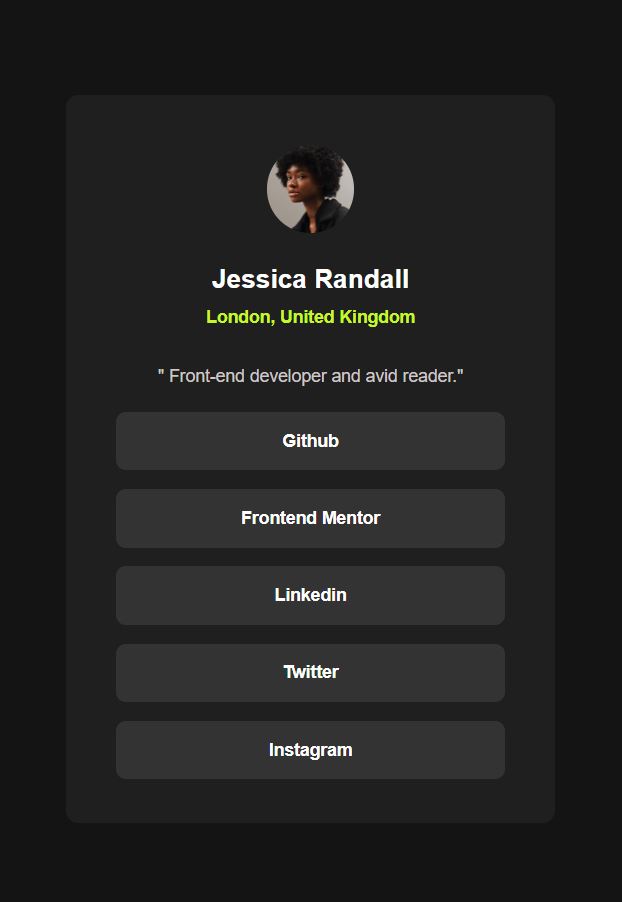 Jessica Randall
London, United Kingdom
" Front-end developer and avid reader."
Github
Frontend Mentor
Linkedin
Twitter
Instagram